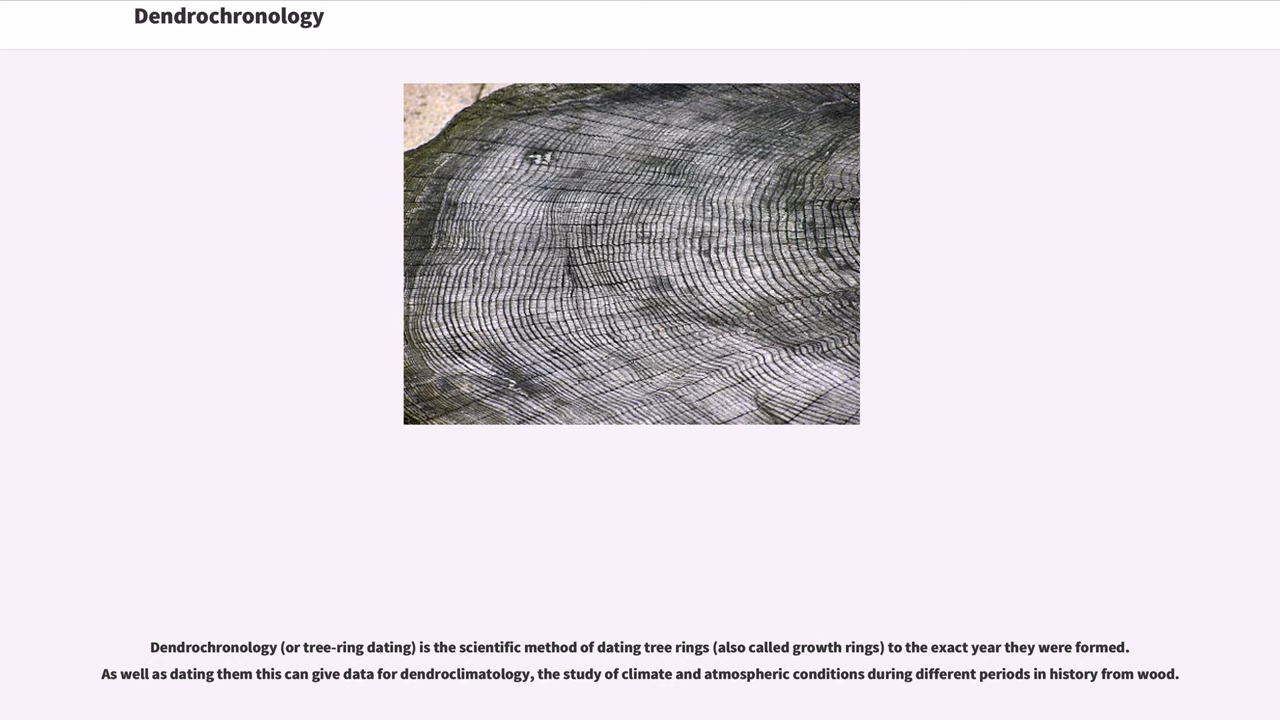 Dendrochronology
Dendrochronology (or tree-ring dating) is the scientific method of dating tree rings (also called growth rings) to the exact year they were formed.
As well as dating them this can give data for dendroclimatology, the study of climate and atmospheric conditions during different periods in history from wood.